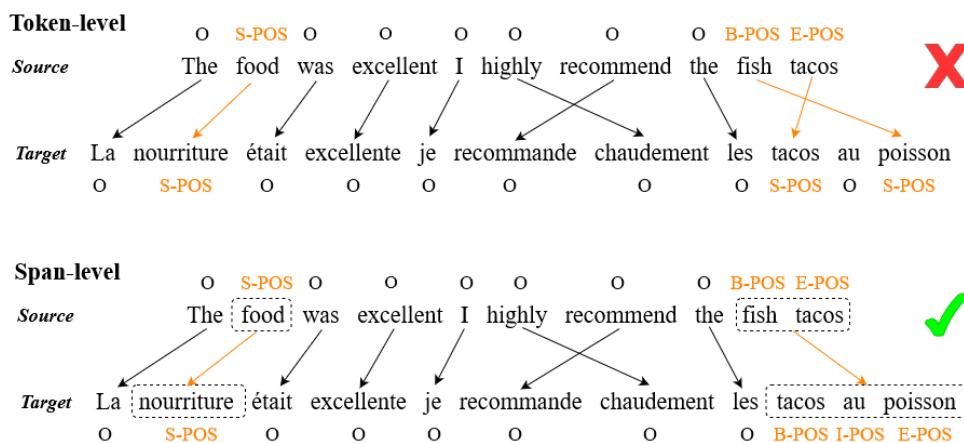 Token-level
O S-POS O O O O O O B-POS E-POS
Source The food was excellent I highly recommend the fish tacos
Target La nourriture était excellente je recommande chaudement les tacos au poisson
O S-POS O O O O O O S-POS O S-POS
Span-level
O S-POS O O O O O O B-POS E-POS
Source The food was excellent I highly recommend the fish tacos
Target La nourriture était excellente je recommande chaudement les tacos au poisson
O S-POS O O O O O O B-POS I-POS E-POS